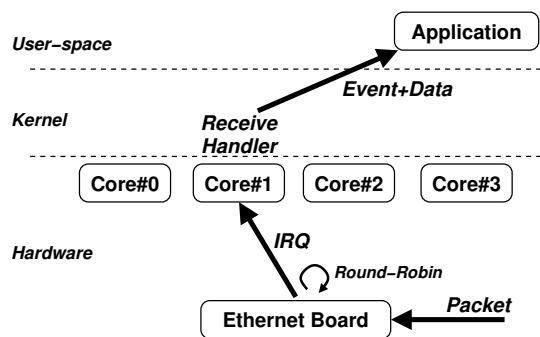 Application
User-space
Event+Data
Kernel
Receive
Handler
Core#0 Core#1 Core#2 Core#3
IRQ
Hardware
Round-Robin
Packet
Ethernet Board